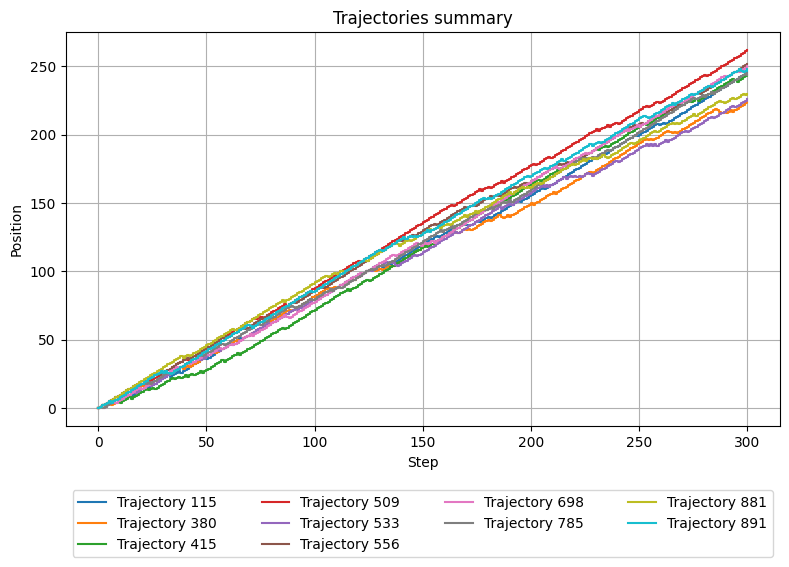 Trajectories summary
Position
250
200
150
100
50
0
0 50 100 150 200 250 300
Step
Trajectory 115 Trajectory 509 Trajectory 698 Trajectory 881
Trajectory 380 Trajectory 533 Trajectory 785 Trajectory 891
Trajectory 415 Trajectory 556